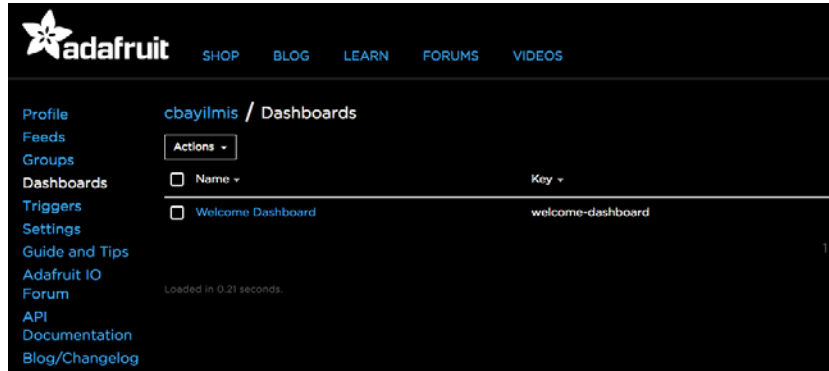 adafruit
SHOP BLOG LEARN FORUMS VIDEOS
cbayilmis / Dashboards
Profile
Feeds
Groups
Dashboards
Triggers
Settings
Guide and Tips
Adafruit IO
Forum
API
Documentation
Blog/Changelog
Actions
Name Key
Welcome Dashboard welcome-dashboard
1
Loaded in 0.21 seconds.